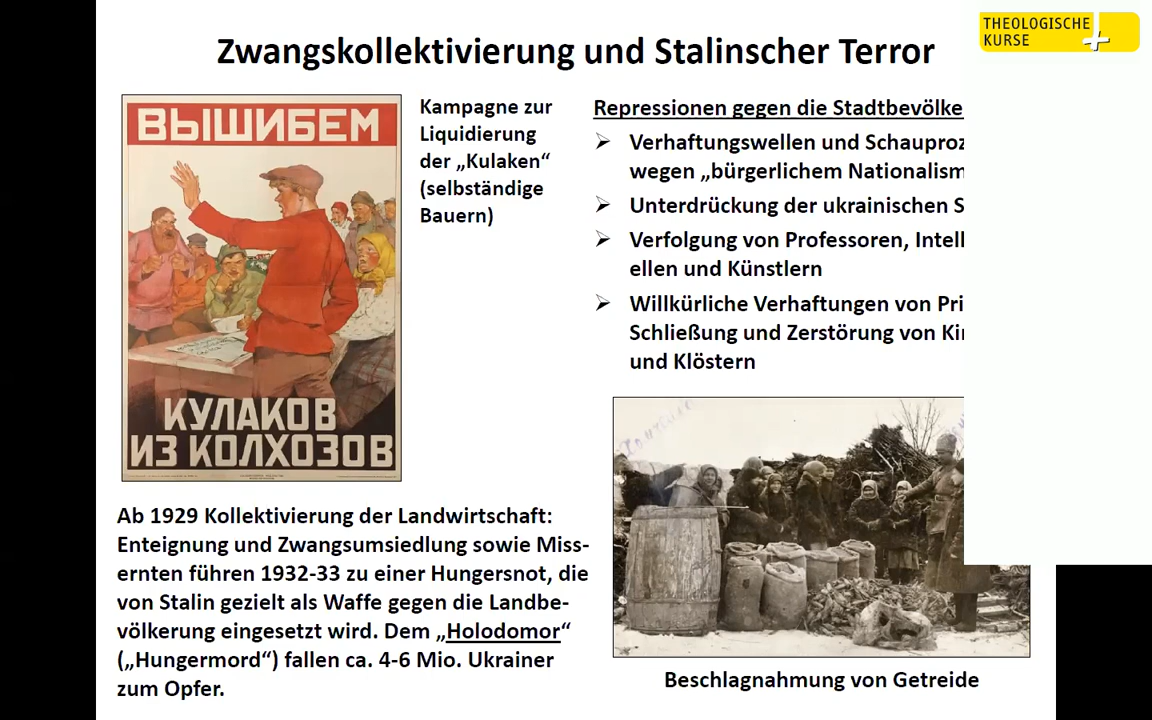 THEOLOGISCHE
KURSE
Zwangskollektivierung und Stalinscher Terror
ВЫШИБЕМ
КУЛАКОВ
ИЗ КОЛХОЗОВ
Kampagne zur
Liquidierung
der „Kulaken“
(selbständige
Bauern)
Repressionen gegen die Stadtbevölke
Verhaftungswellen und Schauproz
wegen „bürgerlichem Nationalism
Unterdrückung der ukrainischen S
Verfolgung von Professoren, Intell
ellen und Künstlern
Willkürliche Verhaftungen von Pri
Schließung und Zerstörung von Kir
und Klöstern
Ab 1929 Kollektivierung der Landwirtschaft:
Enteignung und Zwangsumsiedlung sowie Miss-
ernten führen 1932-33 zu einer Hungersnot, die
von Stalin gezielt als Waffe gegen die Landbe-
völkerung eingesetzt wird. Dem „Holodomor“
(„Hungermord“) fallen ca. 4-6 Mio. Ukrainer
zum Opfer.
Beschlagnahmung von Getreide